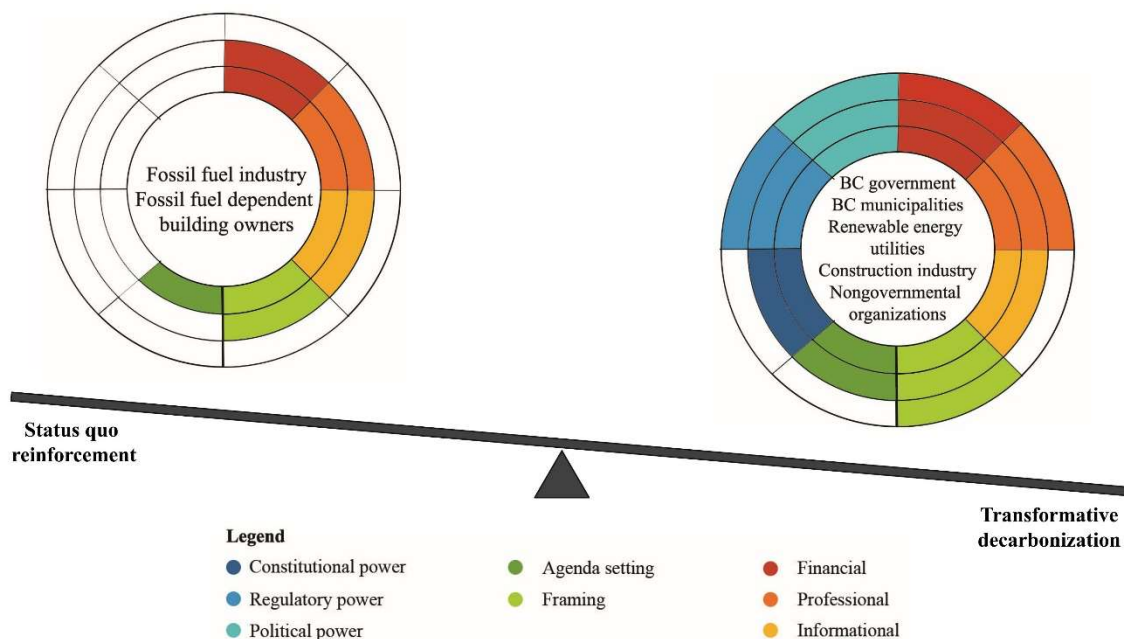 Fossil fuel industry
Fossil fuel dependent
building owners
BC government
BC municipalities
Renewable energy
utilities
Construction industry
Nongovernmental
organizations
Status quo
reinforcement
Transformative
decarbonization
Legend
Constitutional power
Regulatory power
Political power
Agenda setting
Framing
Financial
Professional
Informational